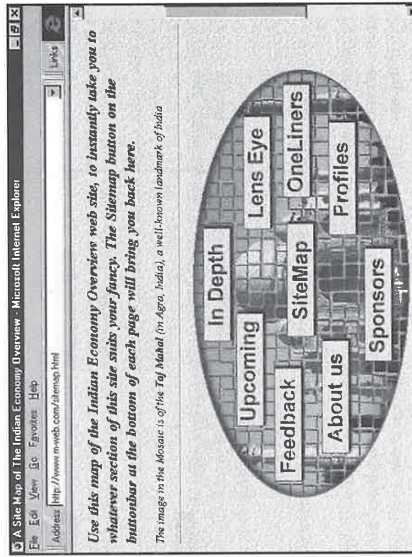 A Site Map of The Indian Economy Overview - Microsoft Internet Explorer
File Edit View Go Favorites Help
Address http://www.m-web.com/sitemap.html Links
Use this map of the Indian Economy Overview web site, to instantly take you to
whatever section of this site suits your fancy. The Sitemap button on the
buttonbar at the bottom of each page will bring you back here.
The image in the Mosaic is of the Taj Mahal (in Agra, India), a well-known landmark of India
In Depth
Upcoming Lens Eye
Feedback SiteMap OneLiners
About us Profiles
Sponsors